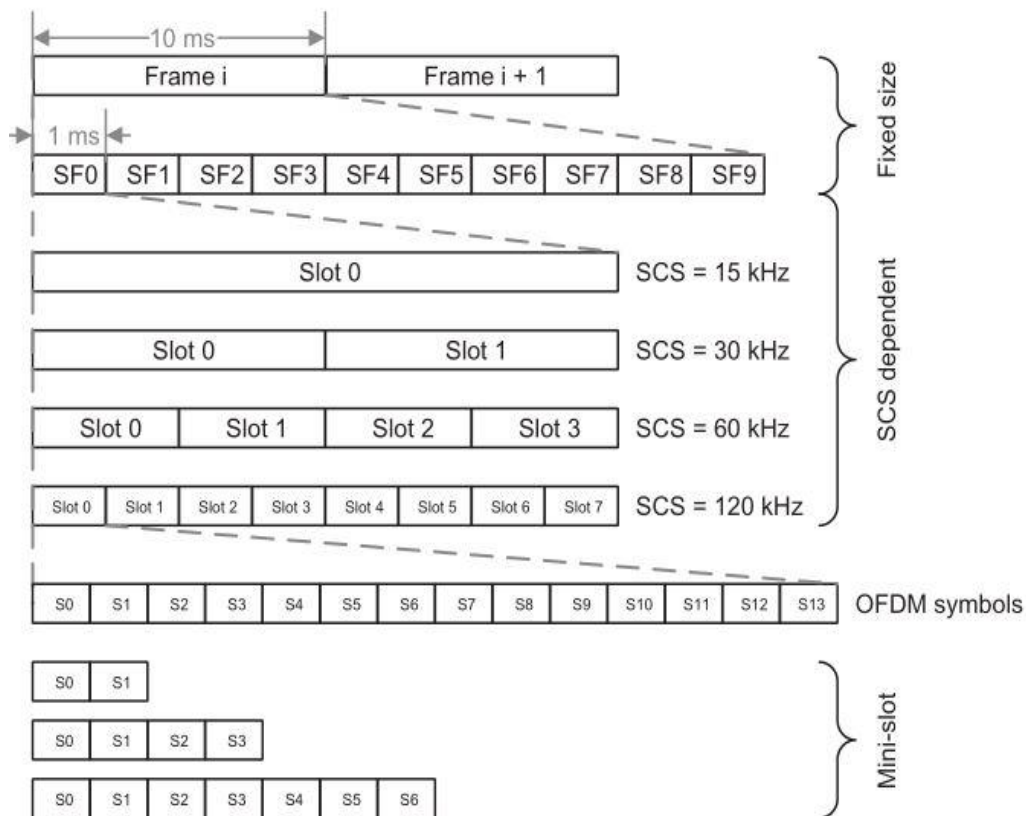 10 ms
Frame i Frame i + 1
1 ms
SF0 SF1 SF2 SF3 SF4 SF5 SF6 SF7 SF8 SF9
Fixed size
Slot 0 SCS = 15 kHz
Slot 0 Slot 1 SCS = 30 kHz
Slot 0 Slot 1 Slot 2 Slot 3 SCS = 60 kHz
Slot 0 Slot 1 Slot 2 Slot 3 Slot 4 Slot 5 Slot 6 Slot 7 SCS = 120 kHz
SCS dependent
S0 S1 S2 S3 S4 S5 S6 S7 S8 S9 S10 S11 S12 S13 OFDM symbols
S0 S1
S0 S1 S2 S3
S0 S1 S2 S3 S4 S5 S6
Mini-slot